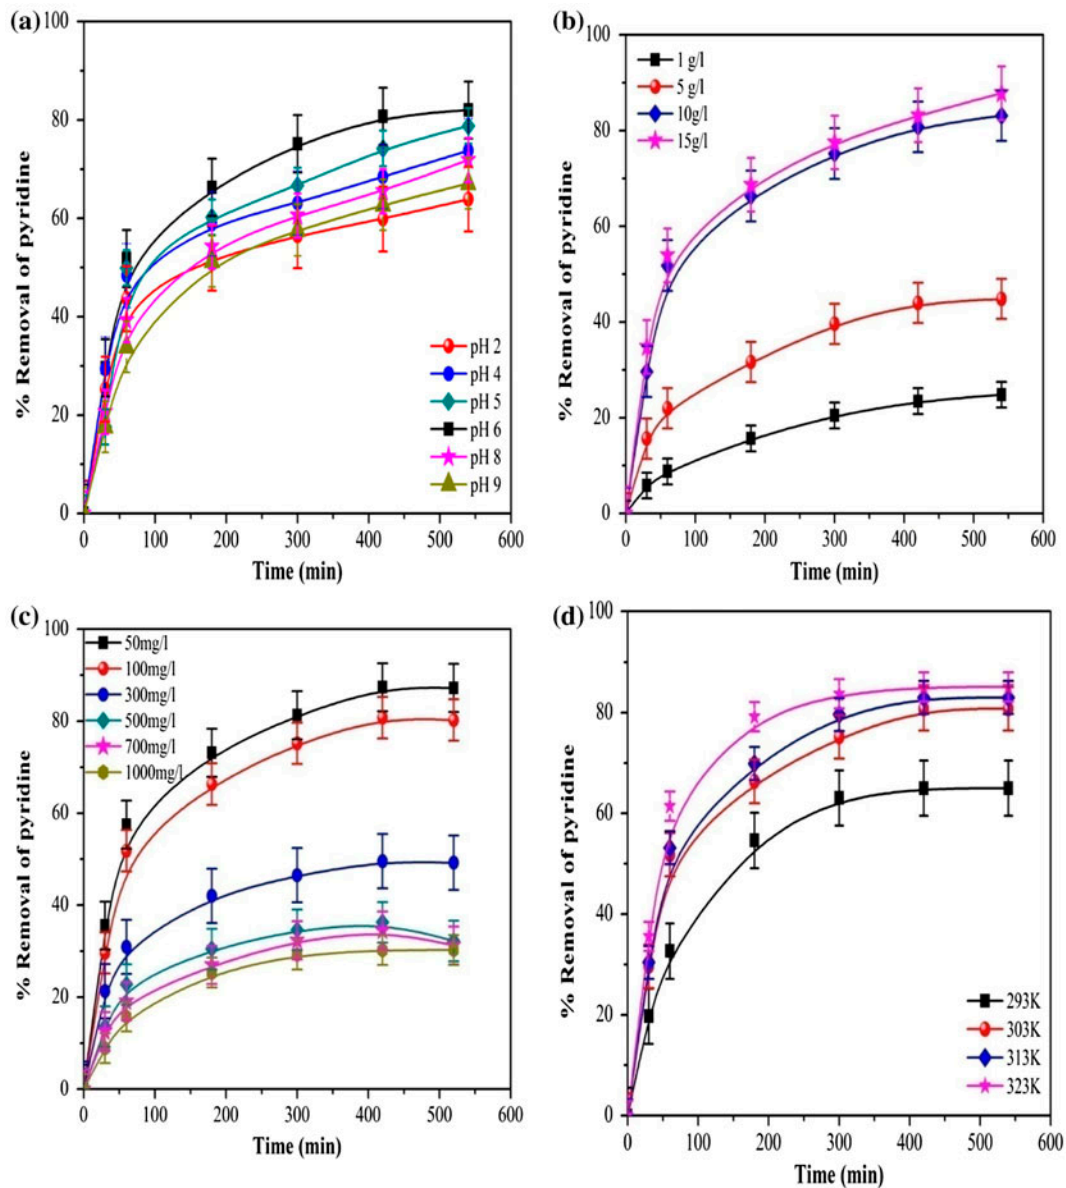 (a)
100
80
60
40
20
0
% Removal of pyridine
pH 2
pH 4
pH 5
pH 6
pH 8
pH 9
0 100 200 300 400 500 600
Time (min)
(b)
100
80
60
40
20
0
% Removal of pyridine
1 g/l
5 g/l
10g/l
15g/l
0 100 200 300 400 500 600
Time (min)
(c)
100
80
60
40
20
0
% Removal of pyridine
50mg/l
100mg/l
300mg/l
500mg/l
700mg/l
1000mg/l
0 100 200 300 400 500 600
Time (min)
(d)
100
80
60
40
20
0
% Removal of pyridine
293K
303K
313K
323K
0 100 200 300 400 500 600
Time (min)